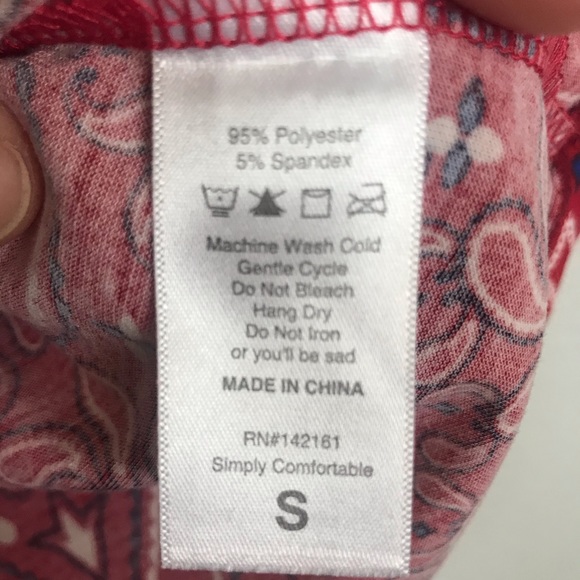 95% Polyester
5% Spandex
Machine Wash Cold
Gentle Cycle
Do Not Bleach
Hang Dry
Do Not Iron
or you'll be sad
MADE IN CHINA
RN#142161
Simply Comfortable
S